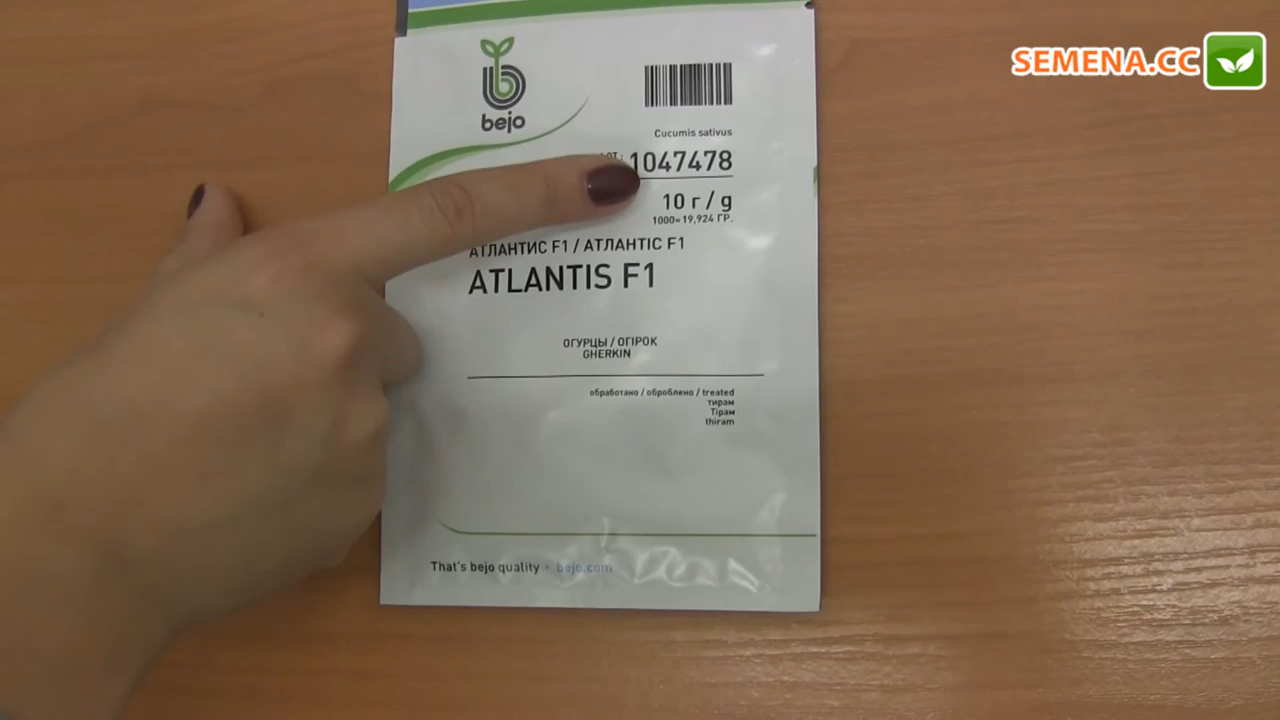 SEMENA.CC
bejo
Cucumis sativus
1047478
10 г / g
1000=19,924 ГР.
АТЛАНТИС F1 / АТЛАНТІС F1
ATLANTIS F1
ОГУРЦЫ / ОГІРОК
GHERKIN
обработано / оброблено / treated
тирам
Тірам
thiram
That's bejo quality • bejo.com